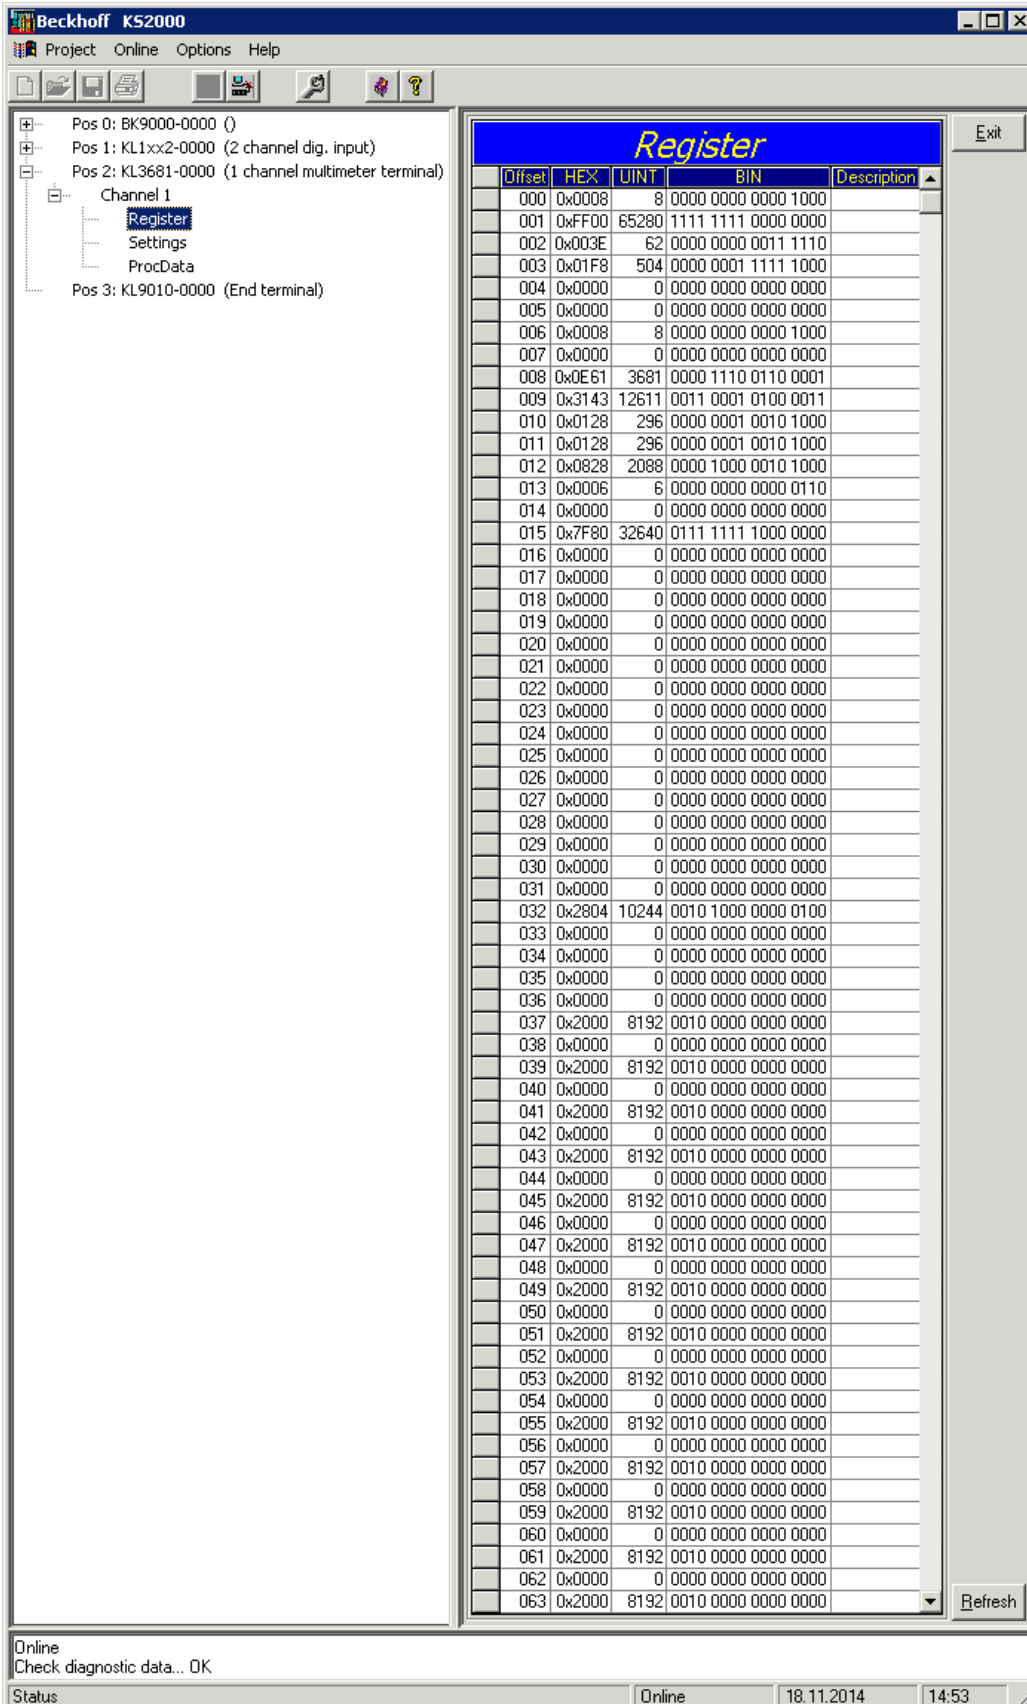 Beckhoff KS2000
Project Online Options Help
Pos 0: BK9000-0000 ()
Pos 1: KL1xx2-0000 (2 channel dig. input)
Pos 2: KL3681-0000 (1 channel multimeter terminal)
Channel 1
Register
Settings
ProcData
Pos 3: KL9010-0000 (End terminal)
Register
Offset HEX UINT BIN Description
000 0x0008 8 0000 0000 0000 1000
001 0xFF00 65280 1111 1111 0000 0000
002 0x003E 62 0000 0000 0011 1110
003 0x01F8 504 0000 0001 1111 1000
004 0x0000 0 0000 0000 0000 0000
005 0x0000 0 0000 0000 0000 0000
006 0x0008 8 0000 0000 0000 1000
007 0x0000 0 0000 0000 0000 0000
008 0x0E61 3681 0000 1110 0110 0001
009 0x3143 12611 0011 0001 0100 0011
010 0x0128 296 0000 0001 0010 1000
011 0x0128 296 0000 0001 0010 1000
012 0x0828 2088 0000 1000 0010 1000
013 0x0006 6 0000 0000 0000 0110
014 0x0000 0 0000 0000 0000 0000
015 0x7F80 32640 0111 1111 1000 0000
016 0x0000 0 0000 0000 0000 0000
017 0x0000 0 0000 0000 0000 0000
018 0x0000 0 0000 0000 0000 0000
019 0x0000 0 0000 0000 0000 0000
020 0x0000 0 0000 0000 0000 0000
021 0x0000 0 0000 0000 0000 0000
022 0x0000 0 0000 0000 0000 0000
023 0x0000 0 0000 0000 0000 0000
024 0x0000 0 0000 0000 0000 0000
025 0x0000 0 0000 0000 0000 0000
026 0x0000 0 0000 0000 0000 0000
027 0x0000 0 0000 0000 0000 0000
028 0x0000 0 0000 0000 0000 0000
029 0x0000 0 0000 0000 0000 0000
030 0x0000 0 0000 0000 0000 0000
031 0x0000 0 0000 0000 0000 0000
032 0x2804 10244 0010 1000 0000 0100
033 0x0000 0 0000 0000 0000 0000
034 0x0000 0 0000 0000 0000 0000
035 0x0000 0 0000 0000 0000 0000
036 0x0000 0 0000 0000 0000 0000
037 0x2000 8192 0010 0000 0000 0000
038 0x0000 0 0000 0000 0000 0000
039 0x2000 8192 0010 0000 0000 0000
040 0x0000 0 0000 0000 0000 0000
041 0x2000 8192 0010 0000 0000 0000
042 0x0000 0 0000 0000 0000 0000
043 0x2000 8192 0010 0000 0000 0000
044 0x0000 0 0000 0000 0000 0000
045 0x2000 8192 0010 0000 0000 0000
046 0x0000 0 0000 0000 0000 0000
047 0x2000 8192 0010 0000 0000 0000
048 0x0000 0 0000 0000 0000 0000
049 0x2000 8192 0010 0000 0000 0000
050 0x0000 0 0000 0000 0000 0000
051 0x2000 8192 0010 0000 0000 0000
052 0x0000 0 0000 0000 0000 0000
053 0x2000 8192 0010 0000 0000 0000
054 0x0000 0 0000 0000 0000 0000
055 0x2000 8192 0010 0000 0000 0000
056 0x0000 0 0000 0000 0000 0000
057 0x2000 8192 0010 0000 0000 0000
058 0x0000 0 0000 0000 0000 0000
059 0x2000 8192 0010 0000 0000 0000
060 0x0000 0 0000 0000 0000 0000
061 0x2000 8192 0010 0000 0000 0000
062 0x0000 0 0000 0000 0000 0000
063 0x2000 8192 0010 0000 0000 0000
Exit
Refresh
Online
Check diagnostic data... OK
Status Online 18.11.2014 14:53